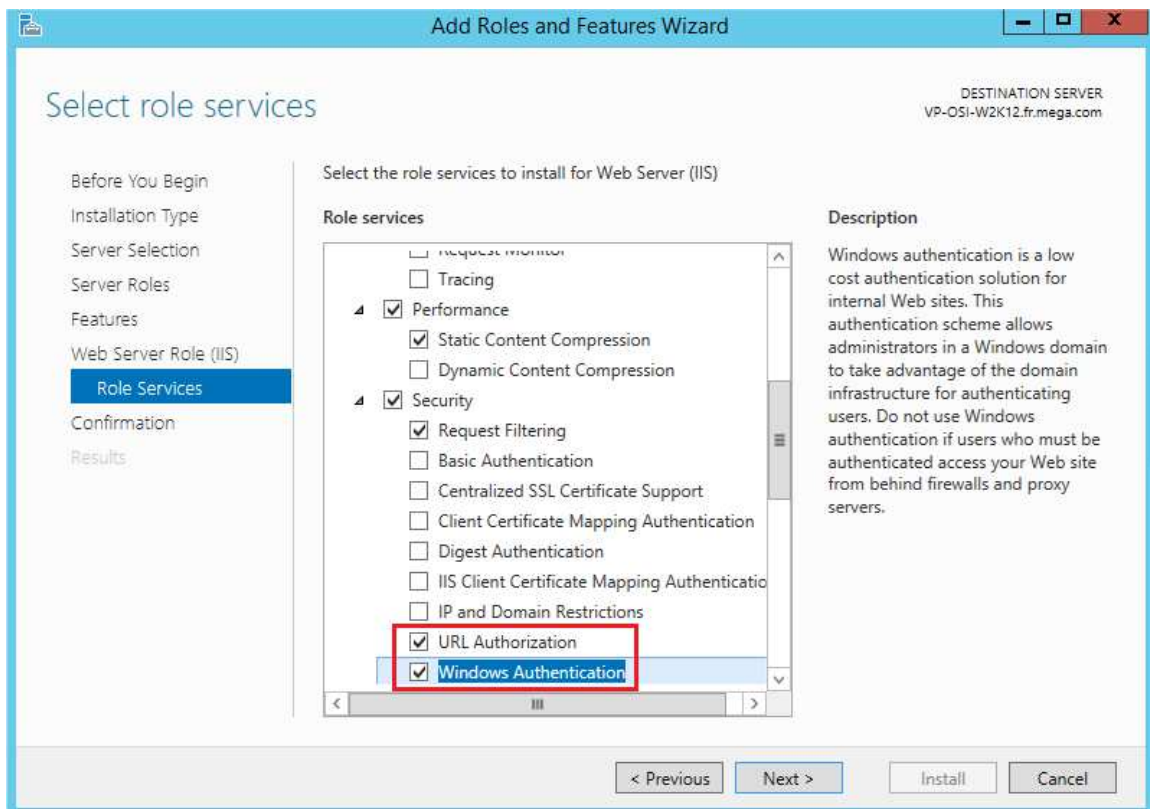 Add Roles and Features Wizard
Select role services
DESTINATION SERVER
VP-OSI-W2K12.fr.mega.com
Before You Begin
Installation Type
Server Selection
Server Roles
Features
Web Server Role (IIS)
Role Services
Confirmation
Results
Select the role services to install for Web Server (IIS)
Role services
Request Monitor
Tracing
Performance
Static Content Compression
Dynamic Content Compression
Security
Request Filtering
Basic Authentication
Centralized SSL Certificate Support
Client Certificate Mapping Authentication
Digest Authentication
IIS Client Certificate Mapping Authenticatio
IP and Domain Restrictions
URL Authorization
Windows Authentication
Description
Windows authentication is a low
cost authentication solution for
internal Web sites. This
authentication scheme allows
administrators in a Windows domain
to take advantage of the domain
infrastructure for authenticating
users. Do not use Windows
authentication if users who must be
authenticated access your Web site
from behind firewalls and proxy
servers.
< Previous
Next >
Install
Cancel